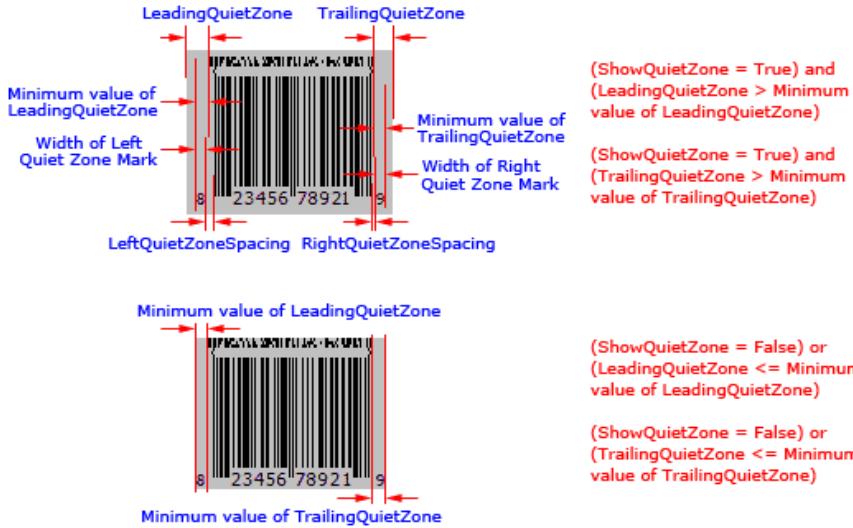 LeadingQuietZone
TrailingQuietZone
Minimum value of
LeadingQuietZone
Width of Left
Quiet Zone Mark
Minimum value of
TrailingQuietZone
Width of Right
Quiet Zone Mark
8 23456 78921 9
LeftQuietZoneSpacing
RightQuietZoneSpacing
(ShowQuietZone = True) and
(LeadingQuietZone > Minimum
value of LeadingQuietZone)
(ShowQuietZone = True) and
(TrailingQuietZone > Minimum
value of TrailingQuietZone)
Minimum value of LeadingQuietZone
8 23456 78921 9
Minimum value of TrailingQuietZone
(ShowQuietZone = False) or
(LeadingQuietZone <= Minimum
value of LeadingQuietZone)
(ShowQuietZone = False) or
(TrailingQuietZone <= Minimum
value of TrailingQuietZone)